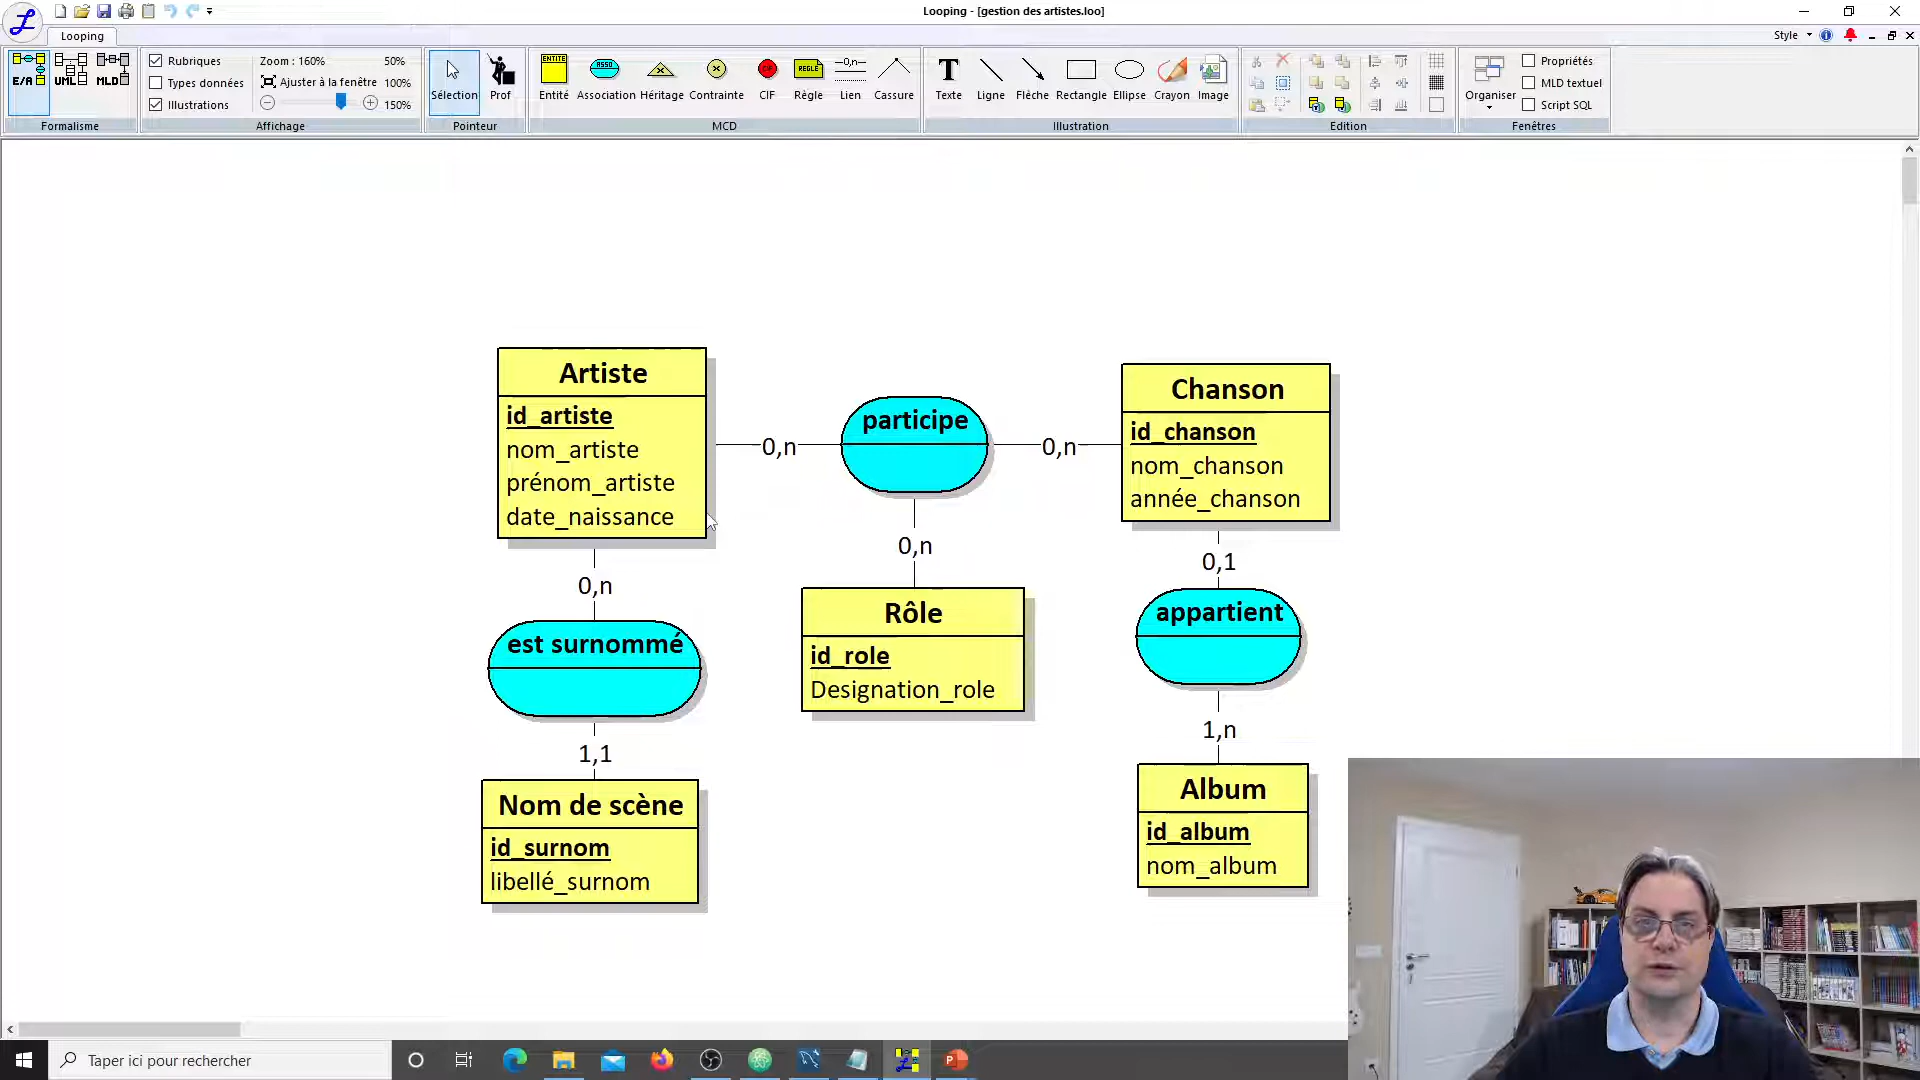 Looping - [gestion des artistes.loo]
Looping
Style
E/A
UML
MLD
Formalisme
Rubriques
Types données
Illustrations
Zoom : 160%
50%
Ajuster à la fenêtre
100%
150%
Affichage
Sélection
Prof
Pointeur
ENTITÉ
Entité
ASSO
Association
Héritage
Contrainte
CIF
RÈGLE
Règle
—0,n—
Lien
Cassure
MCD
T
Texte
Ligne
Flèche
Rectangle
Ellipse
Crayon
Image
Illustration
Edition
Organiser
Propriétés
MLD textuel
Script SQL
Fenêtres
Artiste
id_artiste
nom_artiste
prénom_artiste
date_naissance
0,n
participe
0,n
Chanson
id_chanson
nom_chanson
année_chanson
0,n
est surnommé
1,1
Nom de scène
id_surnom
libellé_surnom
0,n
Rôle
id_role
Designation_role
0,1
appartient
1,n
Album
id_album
nom_album
Taper ici pour rechercher